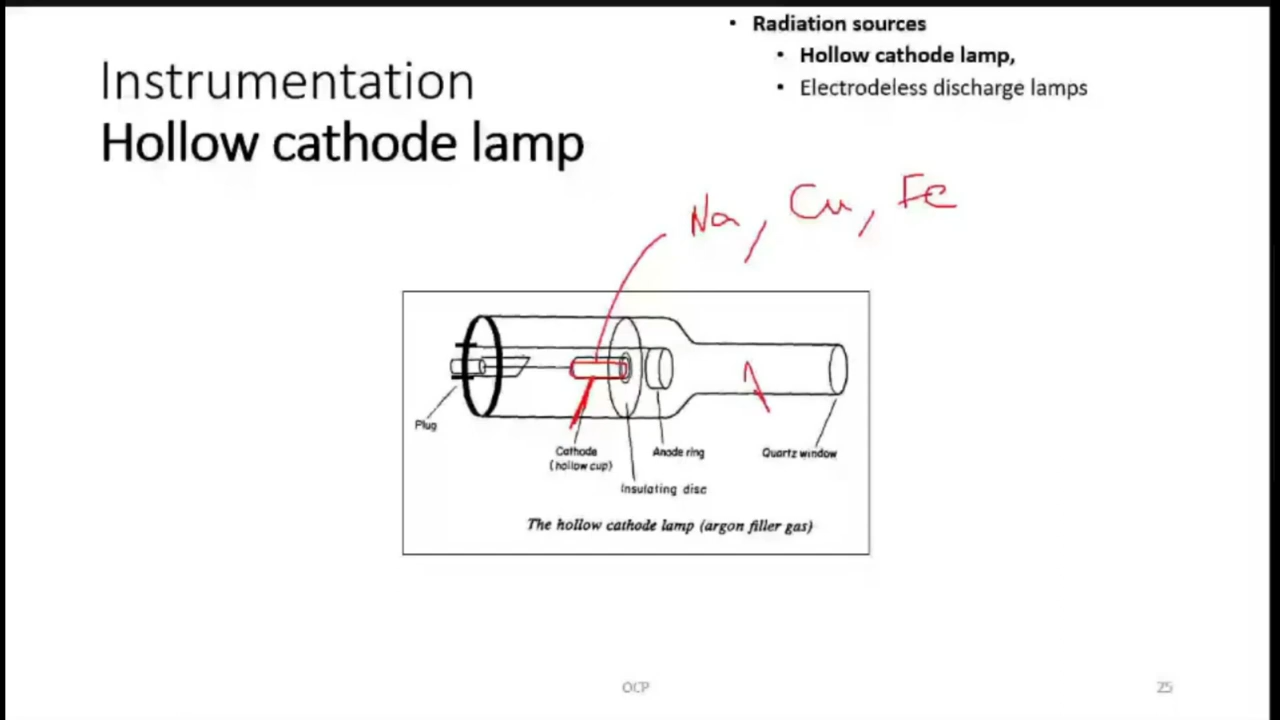 • Radiation sources
• Hollow cathode lamp,
• Electrodeless discharge lamps
Instrumentation
Hollow cathode lamp
Na, Cu, Fe
Plug
Cathode
(hollow cup)
Anode ring
Quartz window
Insulating disc
The hollow cathode lamp (argon filler gas)
OCP
25